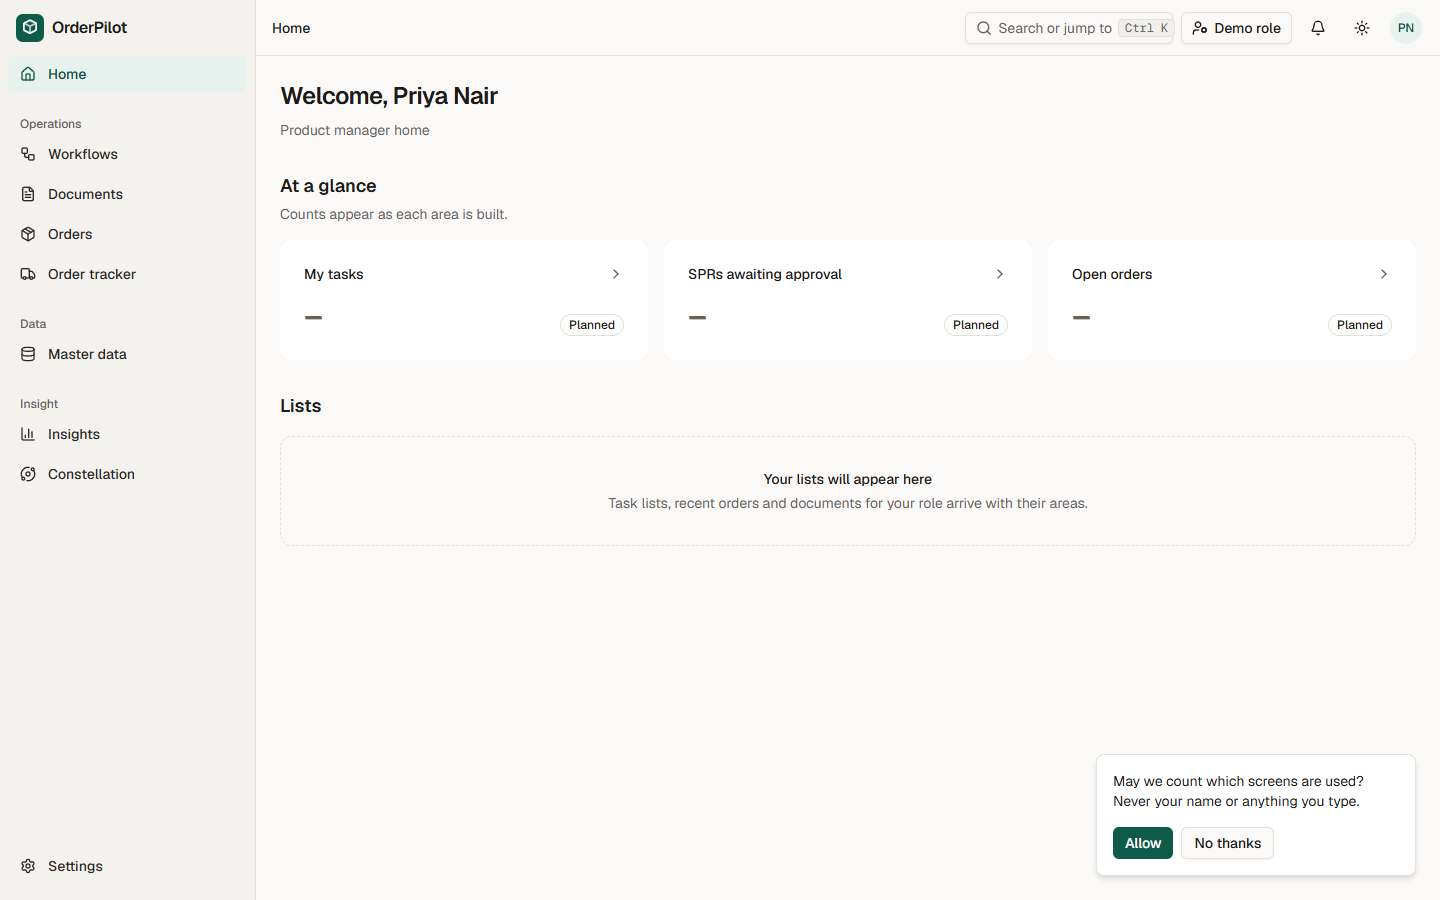 OrderPilot
Home
Operations
Workflows
Documents
Orders
Order tracker
Data
Master data
Insight
Insights
Constellation
Settings
Home
Search or jump to
Ctrl K
Demo role
PN
Welcome, Priya Nair
Product manager home
At a glance
Counts appear as each area is built.
My tasks
–
Planned
SPRs awaiting approval
–
Planned
Open orders
–
Planned
Lists
Your lists will appear here
Task lists, recent orders and documents for your role arrive with their areas.
May we count which screens are used?
Never your name or anything you type.
Allow
No thanks